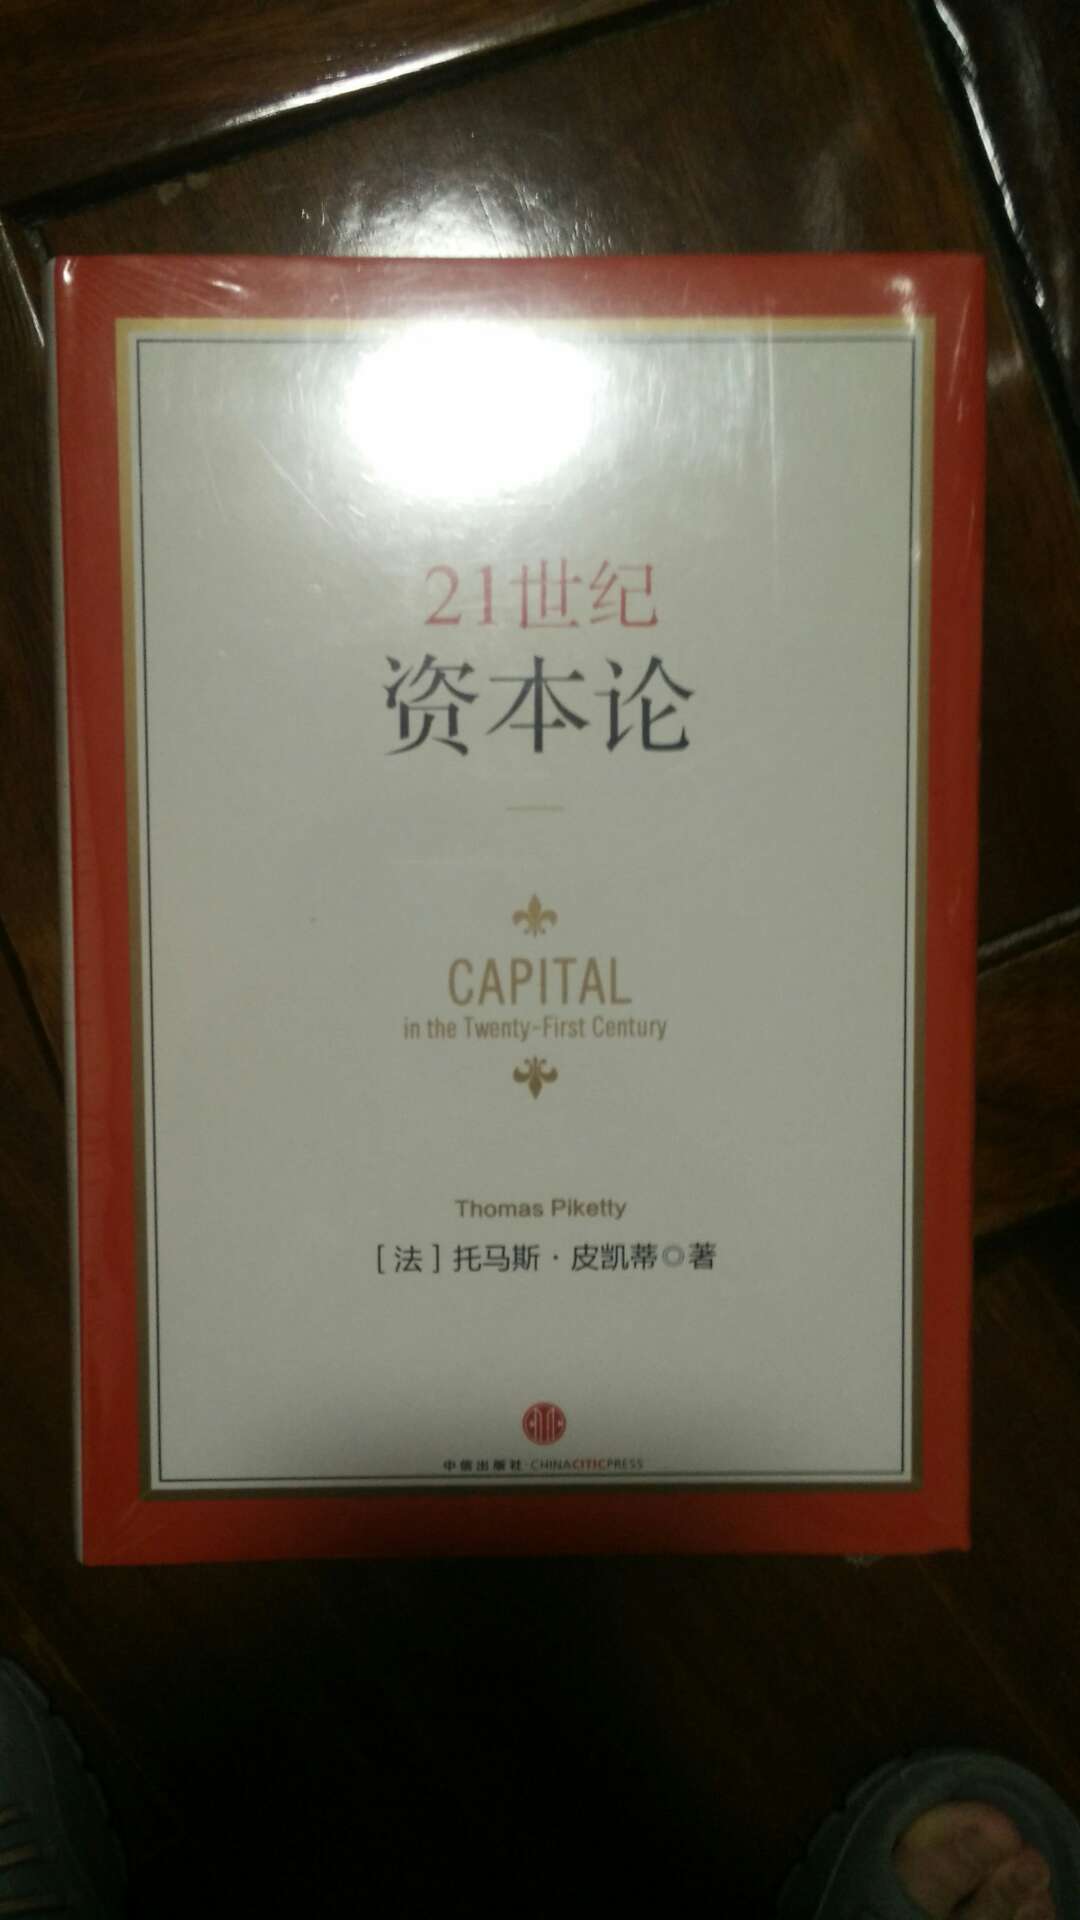 21世纪
资本论
CAPITAL
in the Twenty-First Century
Thomas Piketty
[法]托马斯·皮凯蒂◎著
中信出版社·CHINACITICPRESS